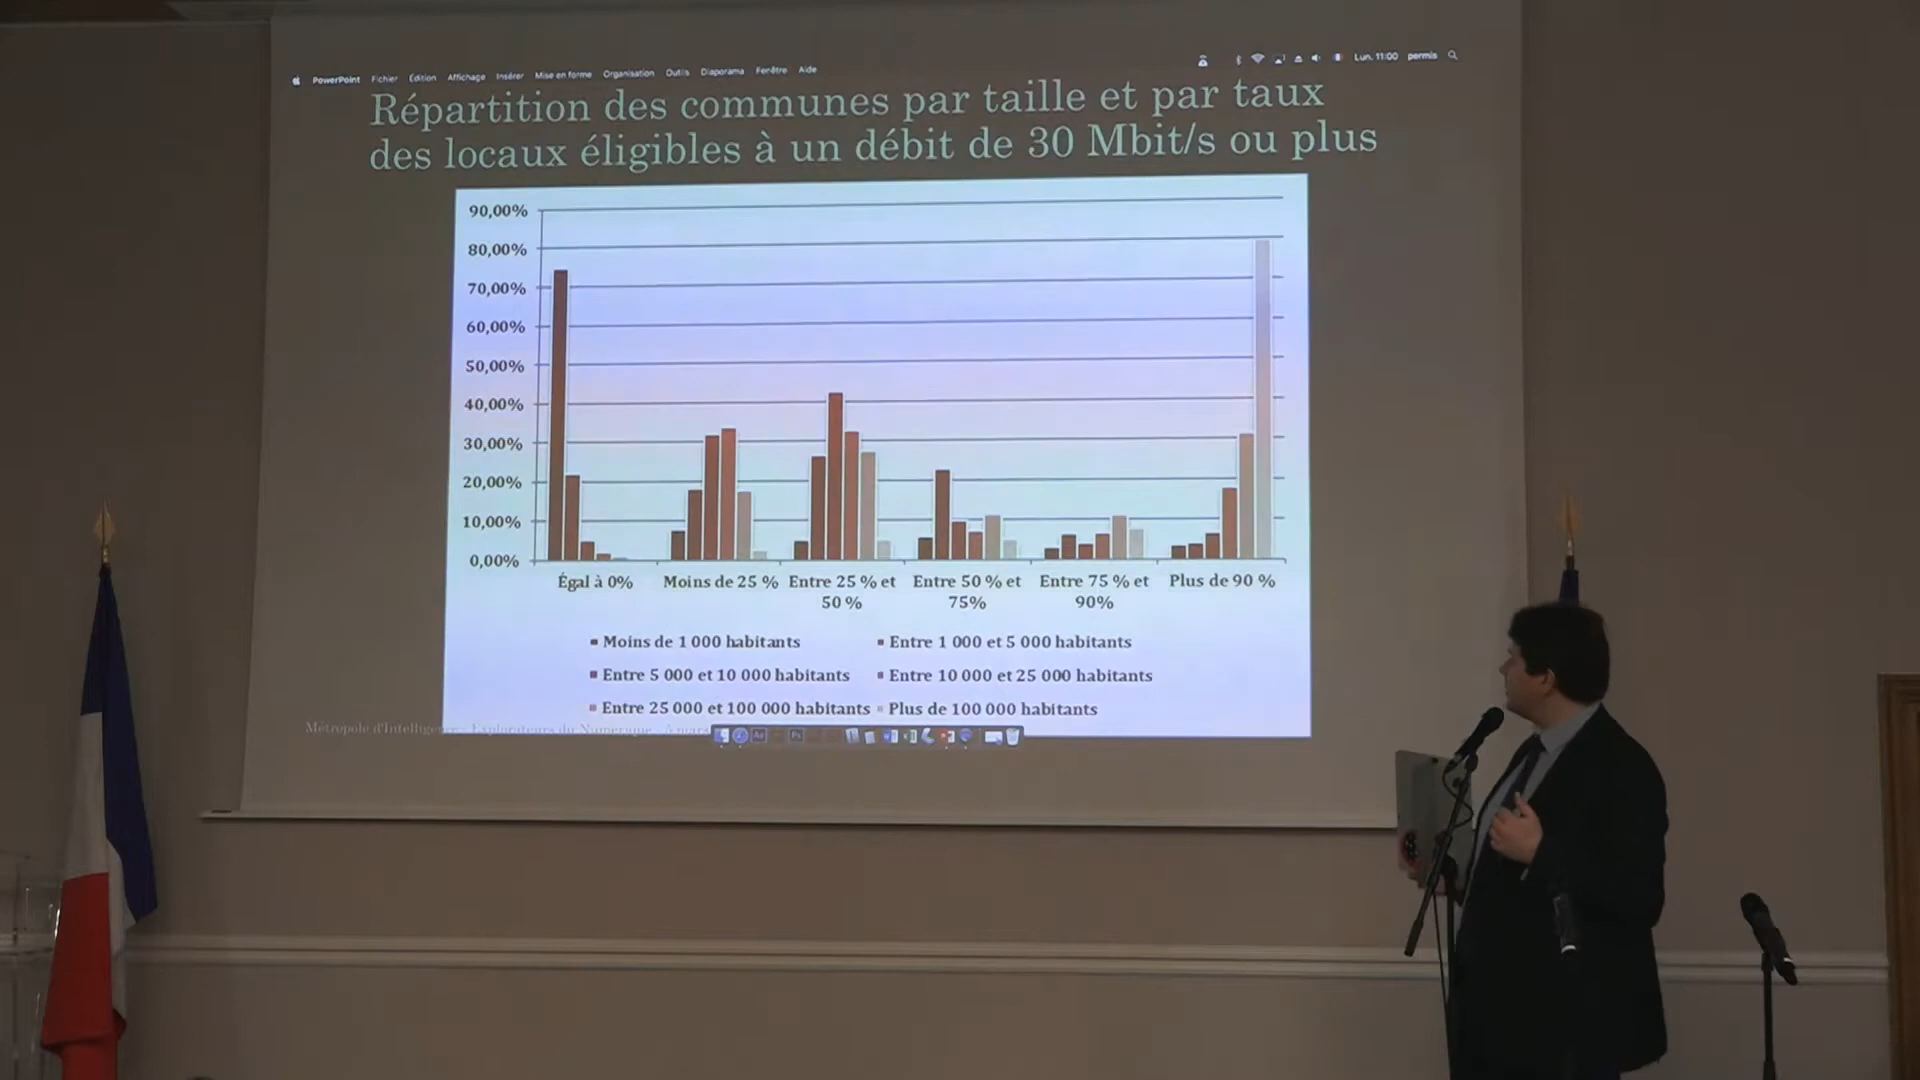 PowerPoint Fichier Édition Affichage Insérer Mise en forme Organisation Outils Diaporama Fenêtre Aide
Lun. 11:00 permis
Répartition des communes par taille et par taux
des locaux éligibles à un débit de 30 Mbit/s ou plus
90,00%
80,00%
70,00%
60,00%
50,00%
40,00%
30,00%
20,00%
10,00%
0,00%
Égal à 0%
Moins de 25 %
Entre 25 % et
50 %
Entre 50 % et
75%
Entre 75 % et
90%
Plus de 90 %
Moins de 1 000 habitants
Entre 1 000 et 5 000 habitants
Entre 5 000 et 10 000 habitants
Entre 10 000 et 25 000 habitants
Entre 25 000 et 100 000 habitants
Plus de 100 000 habitants
Métropole Explorateurs du Numérique